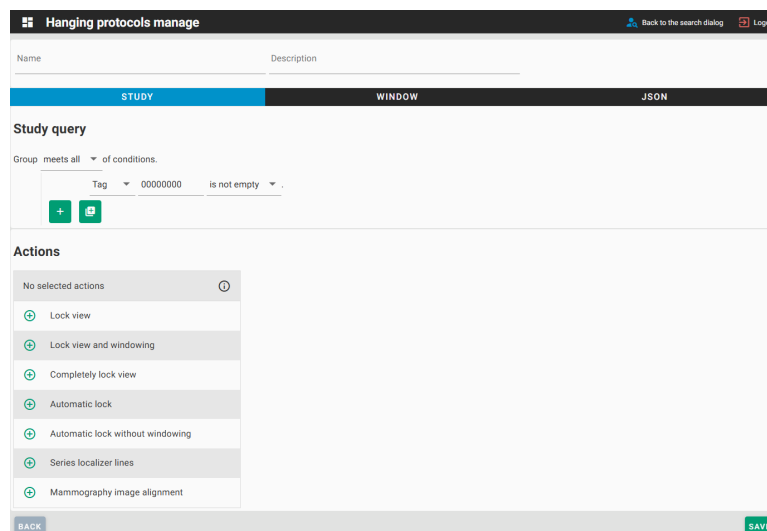 Hanging protocols manage Back to the search dialog
Name Description
STUDY WINDOW JSON
Study query
Group meets all of conditions.
Tag 00000000 is not empty .
Actions
No selected actions
Lock view
Lock view and windowing
Completely lock view
Automatic lock
Automatic lock without windowing
Series localizer lines
Mammography image alignment
BACK